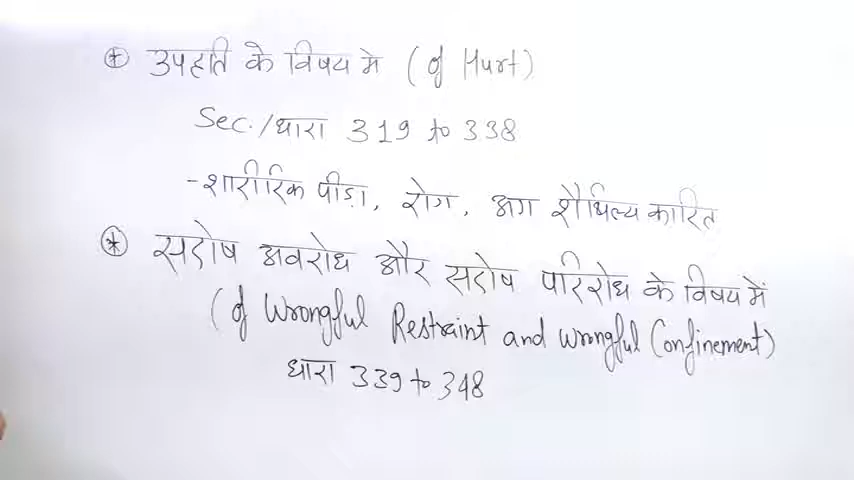 * उपहति के विषय में (of Hurt)
Sec./धारा 319 to 338
- शारीरिक पीड़ा, रोग, अंग शैथिल्य कारित
* सदोष अवरोध और सदोष परिरोध के विषय में
(of Wrongful Restraint and wrongful Confinement)
धारा 339 to 348